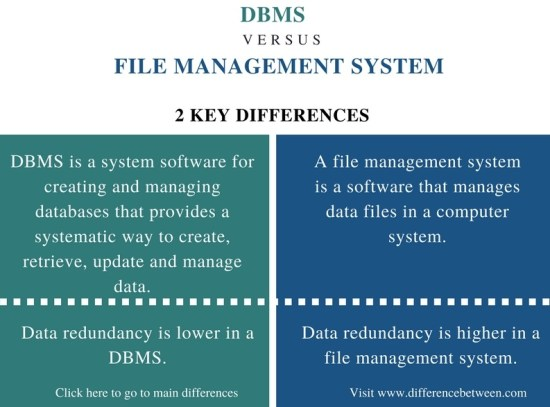 DBMS
VERSUS
FILE MANAGEMENT SYSTEM
2 KEY DIFFERENCES
DBMS is a system software for
creating and managing
databases that provides a
systematic way to create,
retrieve, update and manage
data.
A file management system
is a software that manages
data files in a computer
system.
Data redundancy is lower in a
DBMS.
Data redundancy is higher in a
file management system.
Click here to go to main differences
Visit www.differencebetween.com